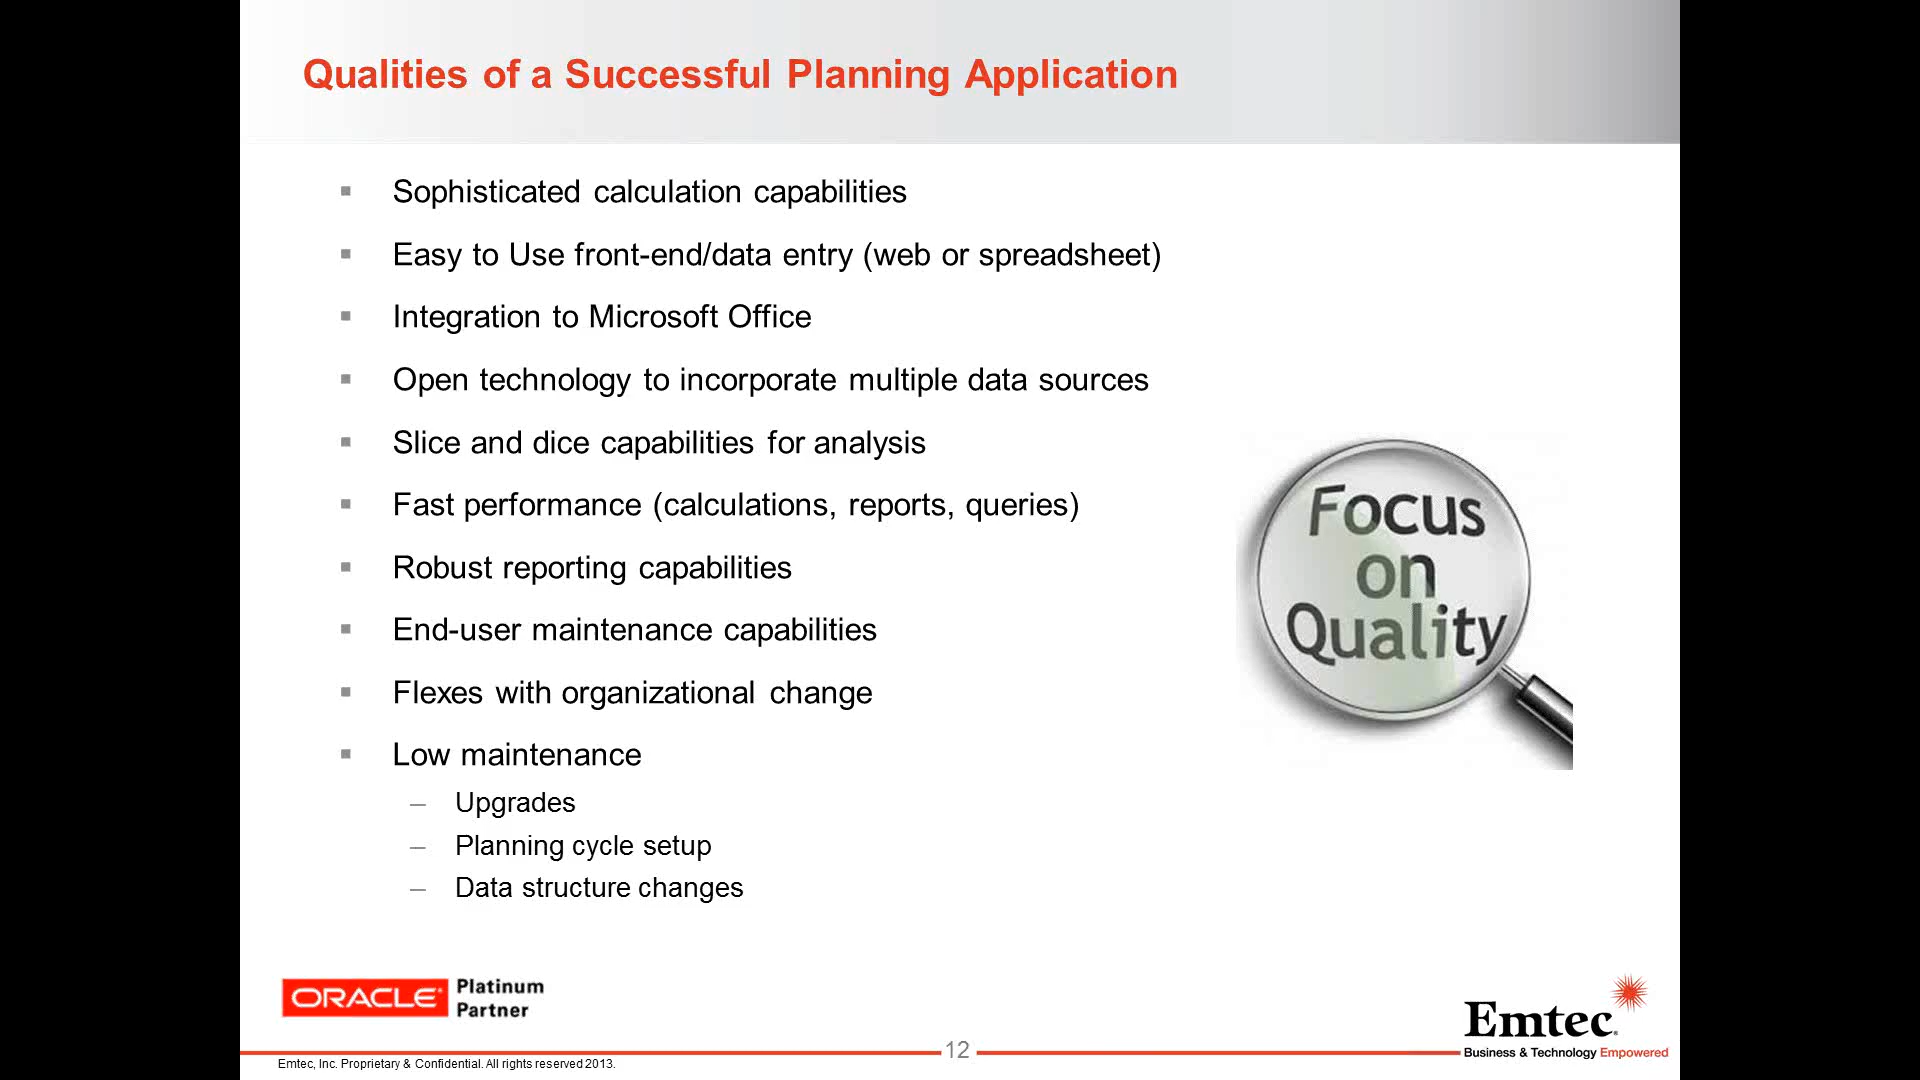 Qualities of a Successful Planning Application
Sophisticated calculation capabilities
Easy to Use front-end/data entry (web or spreadsheet)
Integration to Microsoft Office
Open technology to incorporate multiple data sources
Slice and dice capabilities for analysis
Fast performance (calculations, reports, queries)
Robust reporting capabilities
End-user maintenance capabilities
Flexes with organizational change
Low maintenance
– Upgrades
– Planning cycle setup
– Data structure changes
Focus
on
Quality
ORACLE Platinum
Partner
Emtec
Business & Technology Empowered
12
Emtec, Inc. Proprietary & Confidential. All rights reserved 2013.